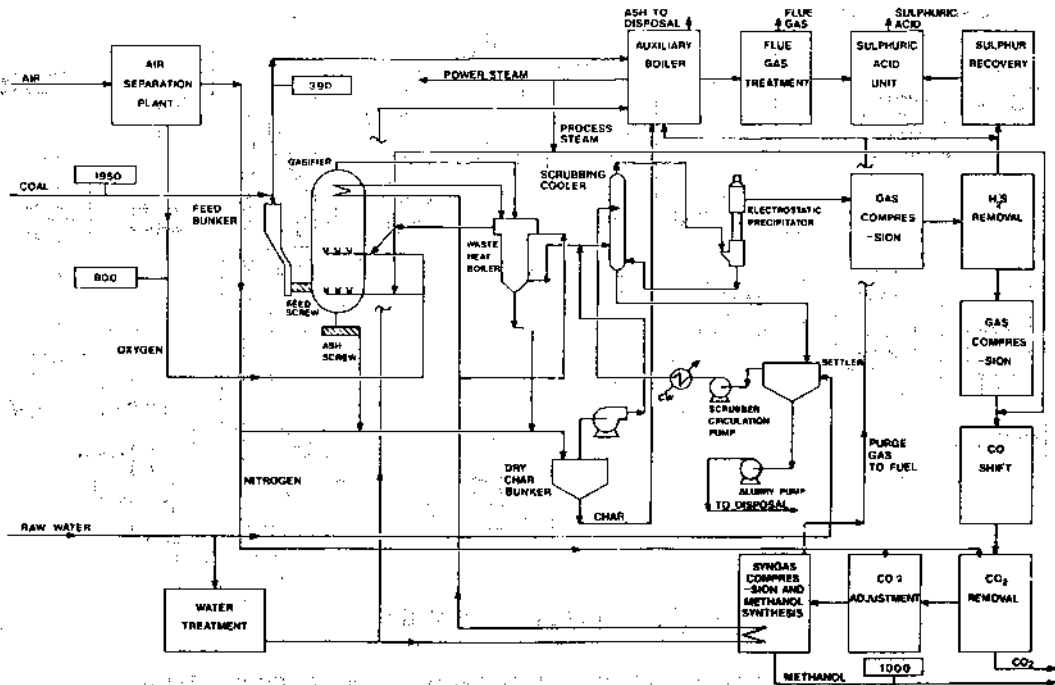 ASH TO
DISPOSAL
FLUE
GAS
SULPHURIC
ACID
AIR
AIR
SEPARATION
PLANT
390
POWER STEAM
AUXILIARY
BOILER
FLUE
GAS
TREATMENT
SULPHURIC
ACID
UNIT
SULPHUR
RECOVERY
PROCESS
STEAM
COAL
1950
FEED
BUNKER
GASIFIER
SCRUBBING
COOLER
WASTE
HEAT
BOILER
ELECTROSTATIC
PRECIPITATOR
GAS
COMPRES
-SION
H₂S
REMOVAL
800
FEED
SCREW
ASH
SCREW
OXYGEN
GAS
COMPRES
-SION
SETTLER
CW
SCRUBBER
CIRCULATION
PUMP
DRY
CHAR
BUNKER
NITROGEN
SLURRY PUMP
TO DISPOSAL
CHAR
PURGE
GAS
TO FUEL
CO
SHIFT
RAW WATER
WATER
TREATMENT
SYNGAS
COMPRES
-SION AND
METHANOL
SYNTHESIS
CO2
ADJUSTMENT
CO₂
REMOVAL
METHANOL
1000
CO₂